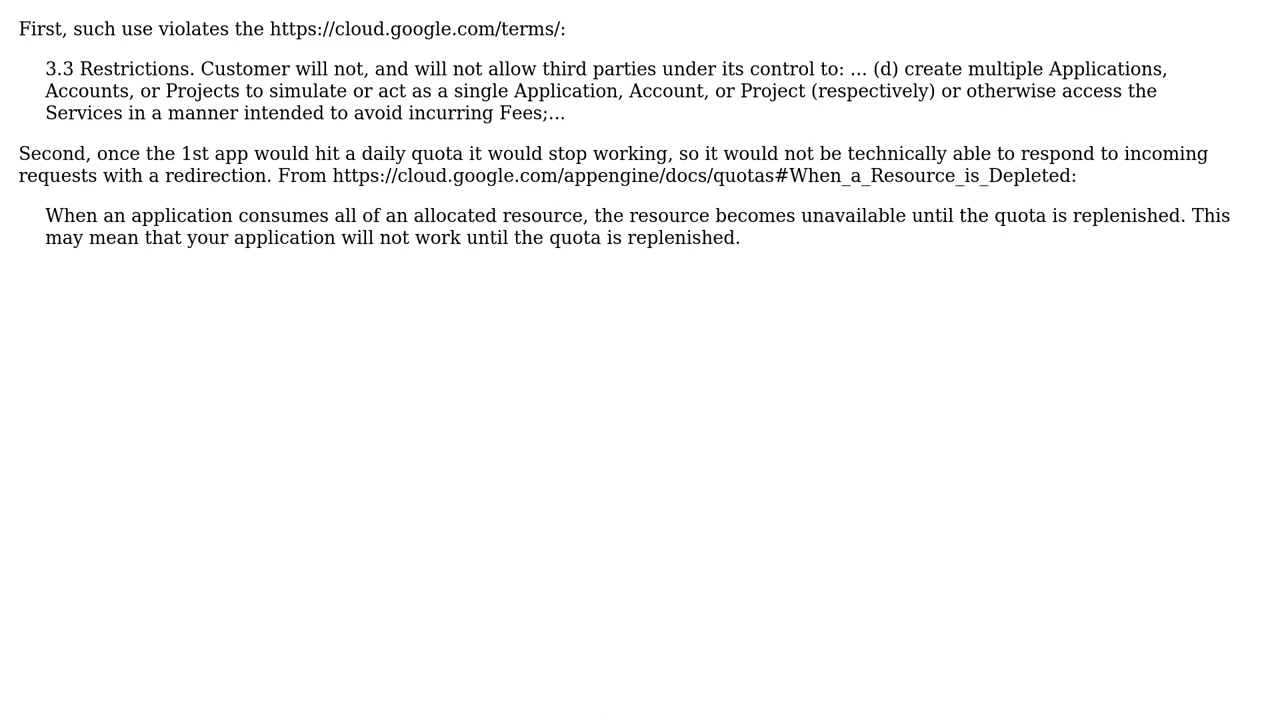 First, such use violates the https://cloud.google.com/terms/:
3.3 Restrictions. Customer will not, and will not allow third parties under its control to: ... (d) create multiple Applications,
Accounts, or Projects to simulate or act as a single Application, Account, or Project (respectively) or otherwise access the
Services in a manner intended to avoid incurring Fees;...
Second, once the 1st app would hit a daily quota it would stop working, so it would not be technically able to respond to incoming
requests with a redirection. From https://cloud.google.com/appengine/docs/quotas#When_a_Resource_is_Depleted:
When an application consumes all of an allocated resource, the resource becomes unavailable until the quota is replenished. This
may mean that your application will not work until the quota is replenished.